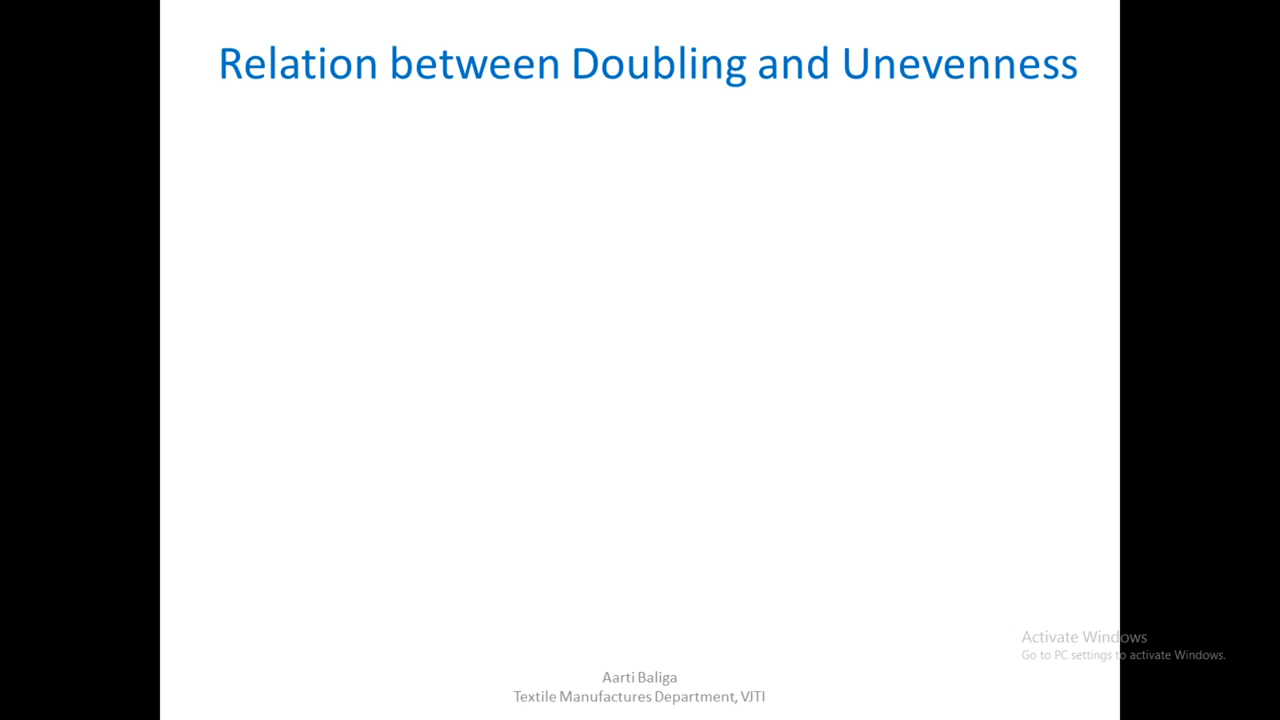 Relation between Doubling and Unevenness
Activate Windows
Go to PC settings to activate Windows.
Aarti Baliga
Textile Manufactures Department, VJTI